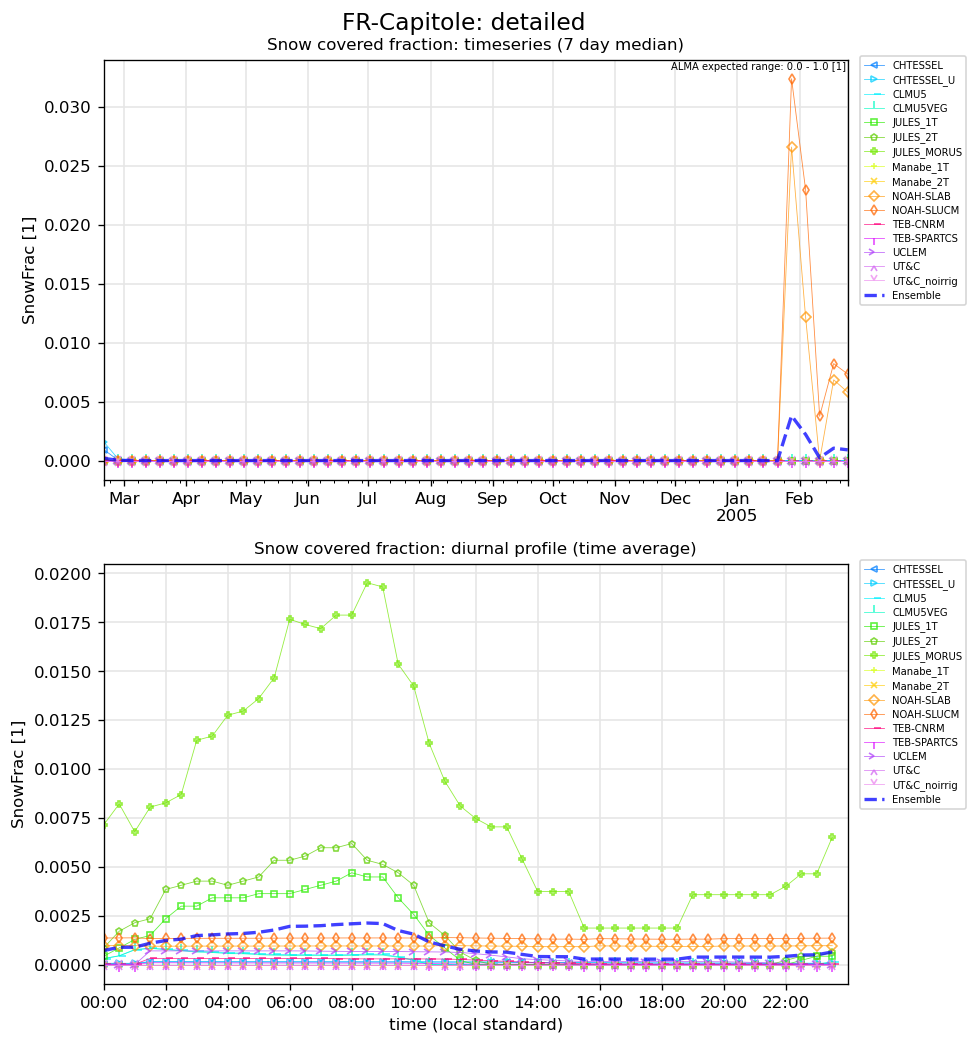 FR-Capitole: detailed
Snow covered fraction: timeseries (7 day median)
ALMA expected range: 0.0 - 1.0 [1]
SnowFrac [1]
0.030
0.025
0.020
0.015
0.010
0.005
0.000
Mar Apr May Jun Jul Aug Sep Oct Nov Dec Jan Feb
2005
CHTESSEL
CHTESSEL_U
CLMU5
CLMU5VEG
JULES_1T
JULES_2T
JULES_MORUS
Manabe_1T
Manabe_2T
NOAH-SLAB
NOAH-SLUCM
TEB-CNRM
TEB-SPARTCS
UCLEM
UT&C
UT&C_noirrig
Ensemble
Snow covered fraction: diurnal profile (time average)
SnowFrac [1]
0.0200
0.0175
0.0150
0.0125
0.0100
0.0075
0.0050
0.0025
0.0000
00:00 02:00 04:00 06:00 08:00 10:00 12:00 14:00 16:00 18:00 20:00 22:00
time (local standard)
CHTESSEL
CHTESSEL_U
CLMU5
CLMU5VEG
JULES_1T
JULES_2T
JULES_MORUS
Manabe_1T
Manabe_2T
NOAH-SLAB
NOAH-SLUCM
TEB-CNRM
TEB-SPARTCS
UCLEM
UT&C
UT&C_noirrig
Ensemble